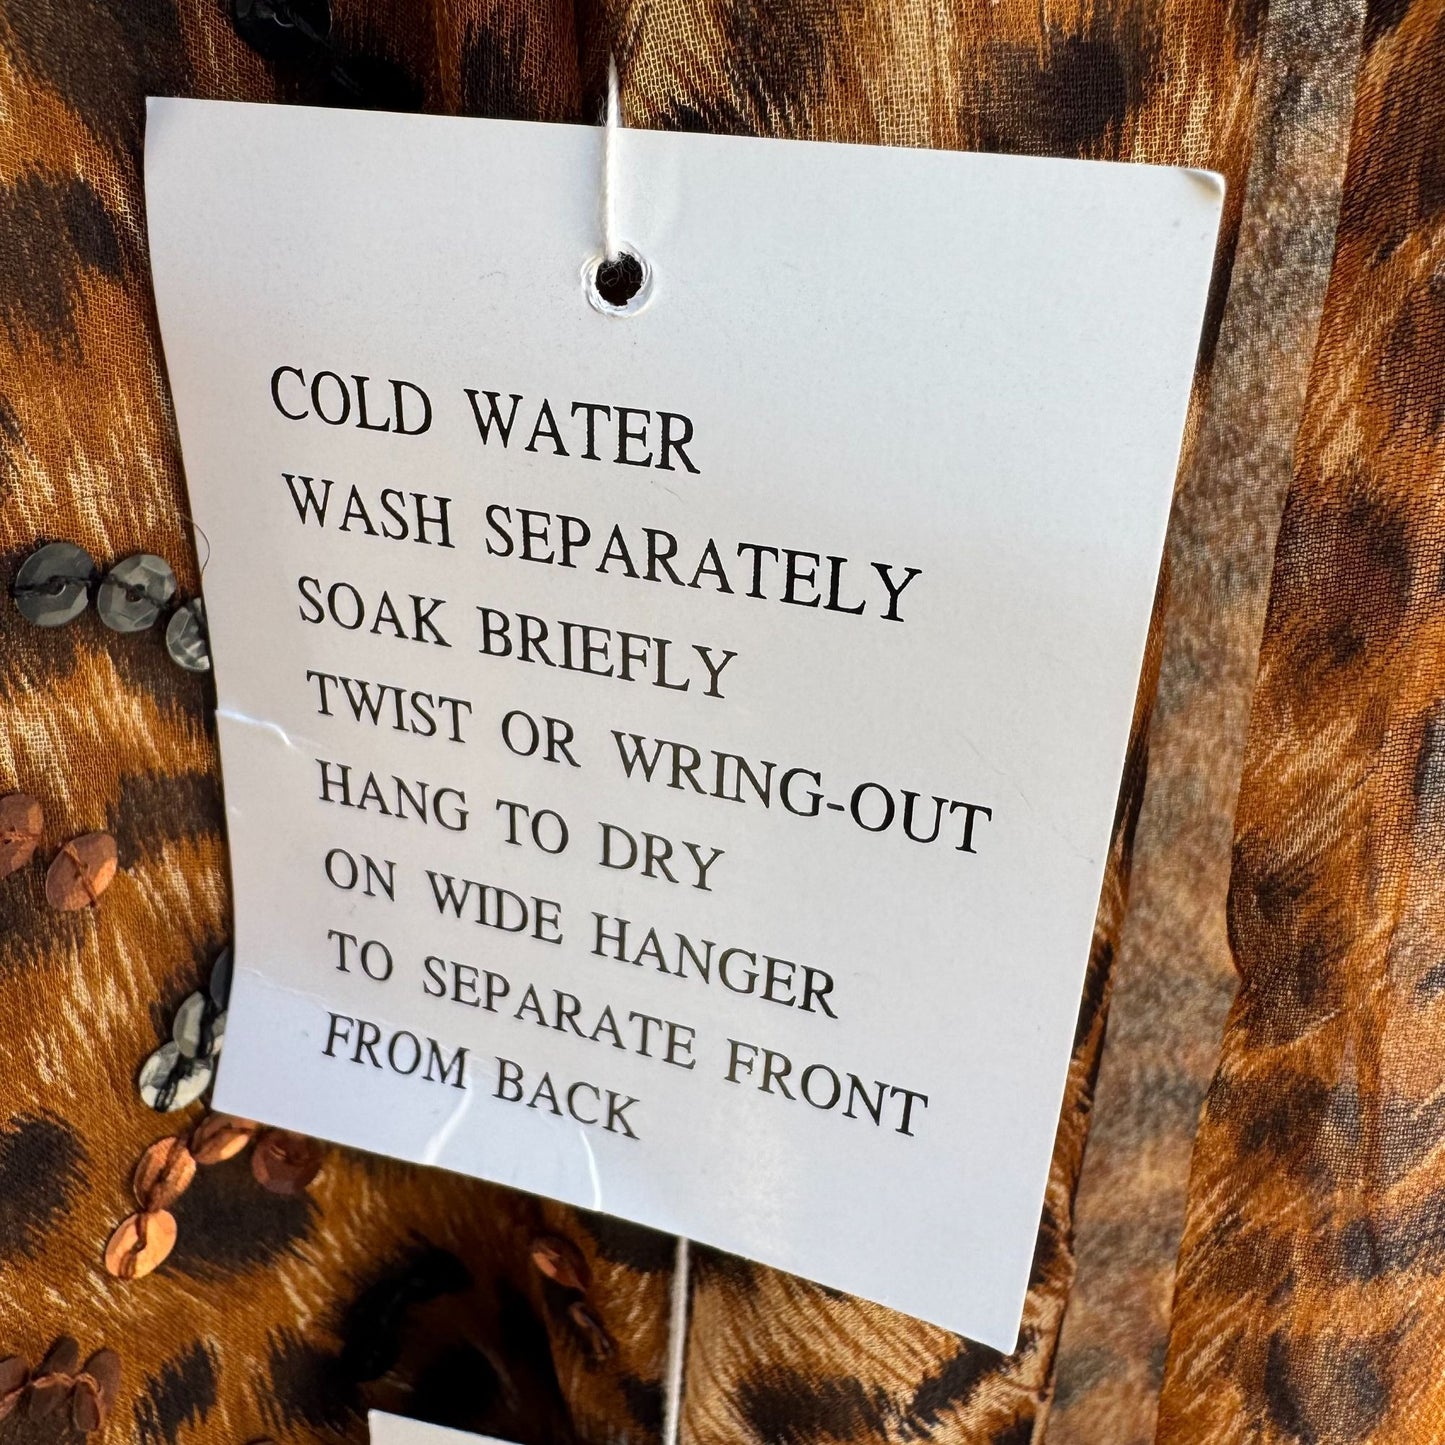 COLD WATER
WASH SEPARATELY
SOAK BRIEFLY
TWIST OR WRING-OUT
HANG TO DRY
ON WIDE HANGER
TO SEPARATE FRONT
FROM BACK